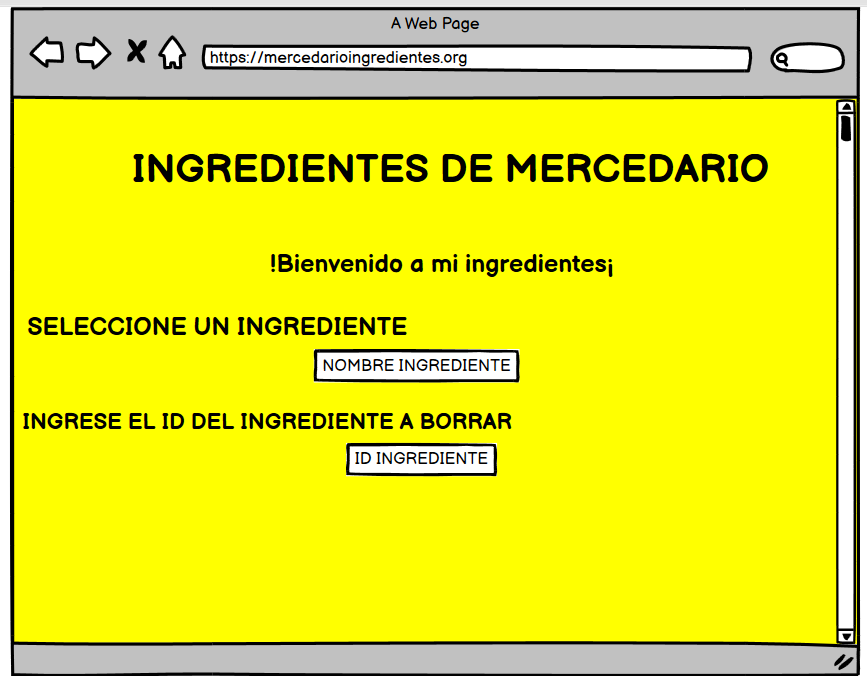 A Web Page
https://mercedarioingredientes.org
INGREDIENTES DE MERCEDARIO
!Bienvenido a mi ingredientes¡
SELECCIONE UN INGREDIENTE
NOMBRE INGREDIENTE
INGRESE EL ID DEL INGREDIENTE A BORRAR
ID INGREDIENTE